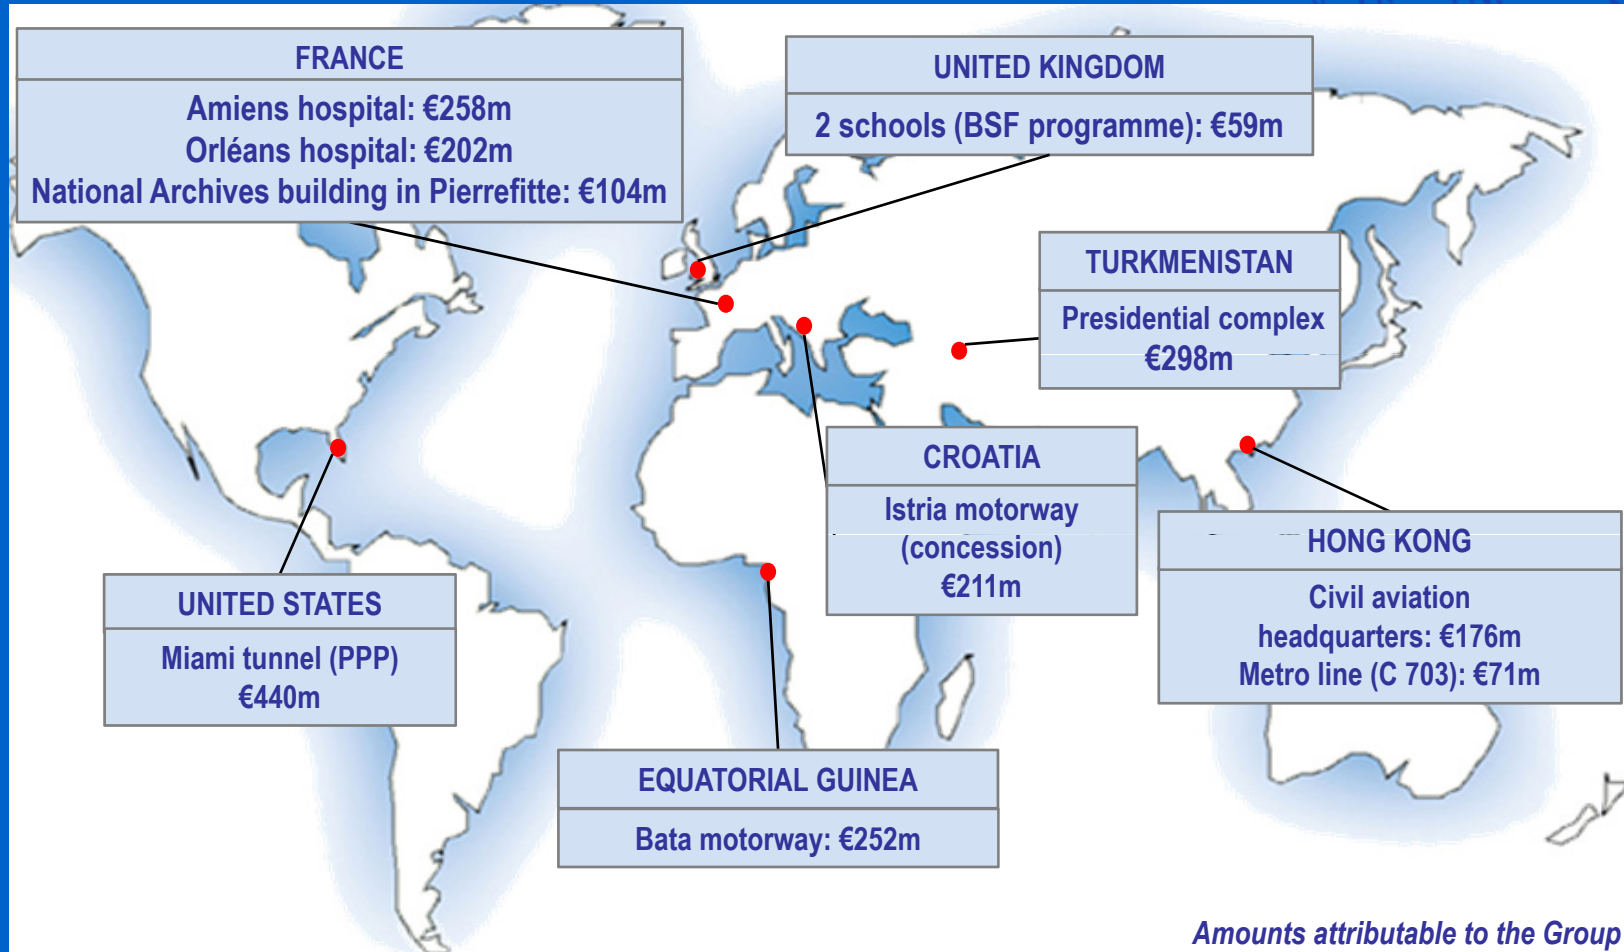 FRANCE
Amiens hospital: €258m
Orléans hospital: €202m
National Archives building in Pierrefitte: €104m
UNITED KINGDOM
2 schools (BSF programme): €59m
TURKMENISTAN
Presidential complex
€298m
CROATIA
Istria motorway
(concession)
€211m
HONG KONG
Civil aviation
headquarters: €176m
Metro line (C 703): €71m
UNITED STATES
Miami tunnel (PPP)
€440m
EQUATORIAL GUINEA
Bata motorway: €252m
Amounts attributable to the Group